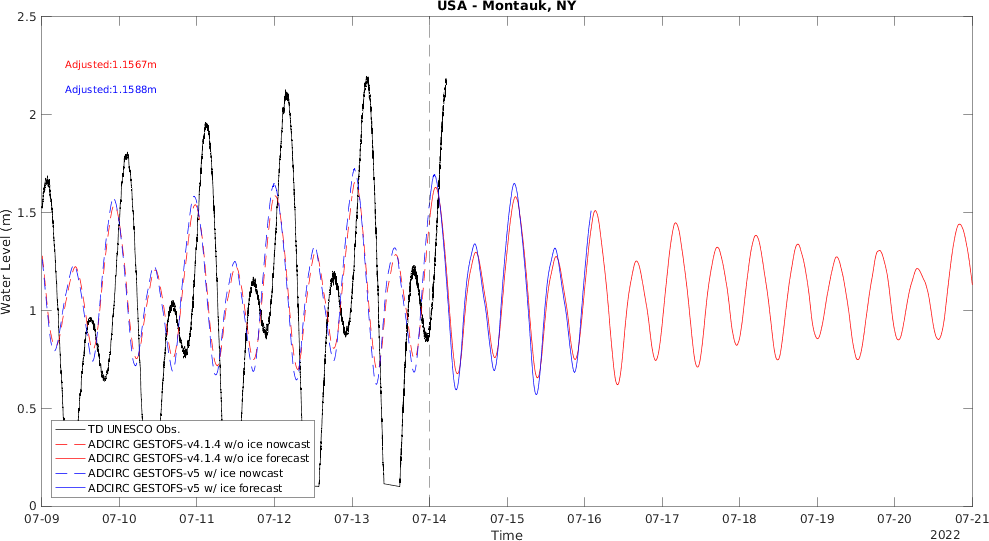 USA - Montauk, NY
2.5
Adjusted:1.1567m
Adjusted:1.1588m
2
1.5
Water Level (m)
1
0.5
TD UNESCO Obs.
ADCIRC GESTOFS-v4.1.4 w/o ice nowcast
ADCIRC GESTOFS-v4.1.4 w/o ice forecast
ADCIRC GESTOFS-v5 w/ ice nowcast
ADCIRC GESTOFS-v5 w/ ice forecast
0
07-09 07-10 07-11 07-12 07-13 07-14 07-15 07-16 07-17 07-18 07-19 07-20 07-21
Time
2022